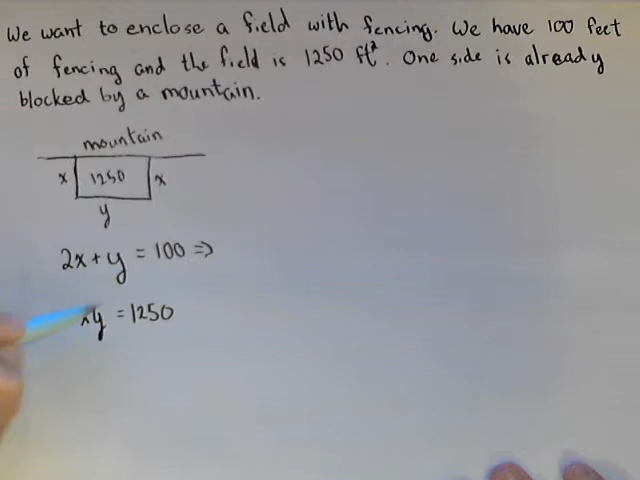 We want to enclose a field with fencing. We have 100 feet
of fencing and the field is 1250 ft². One side is already
blocked by a mountain.
mountain
x 1250 x
y
2x + y = 100 ⇒
xy = 1250